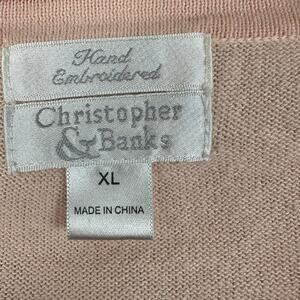 Hand
Embroidered
Christopher
& Banks
XL
MADE IN CHINA